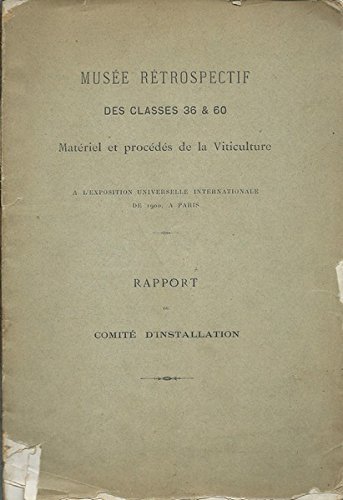 MUSÉE RÉTROSPECTIF
DES CLASSES 36 & 60
Matériel et procédés de la Viticulture
A L'EXPOSITION UNIVERSELLE INTERNATIONALE
DE 1900, A PARIS
RAPPORT
DU
COMITÉ D'INSTALLATION